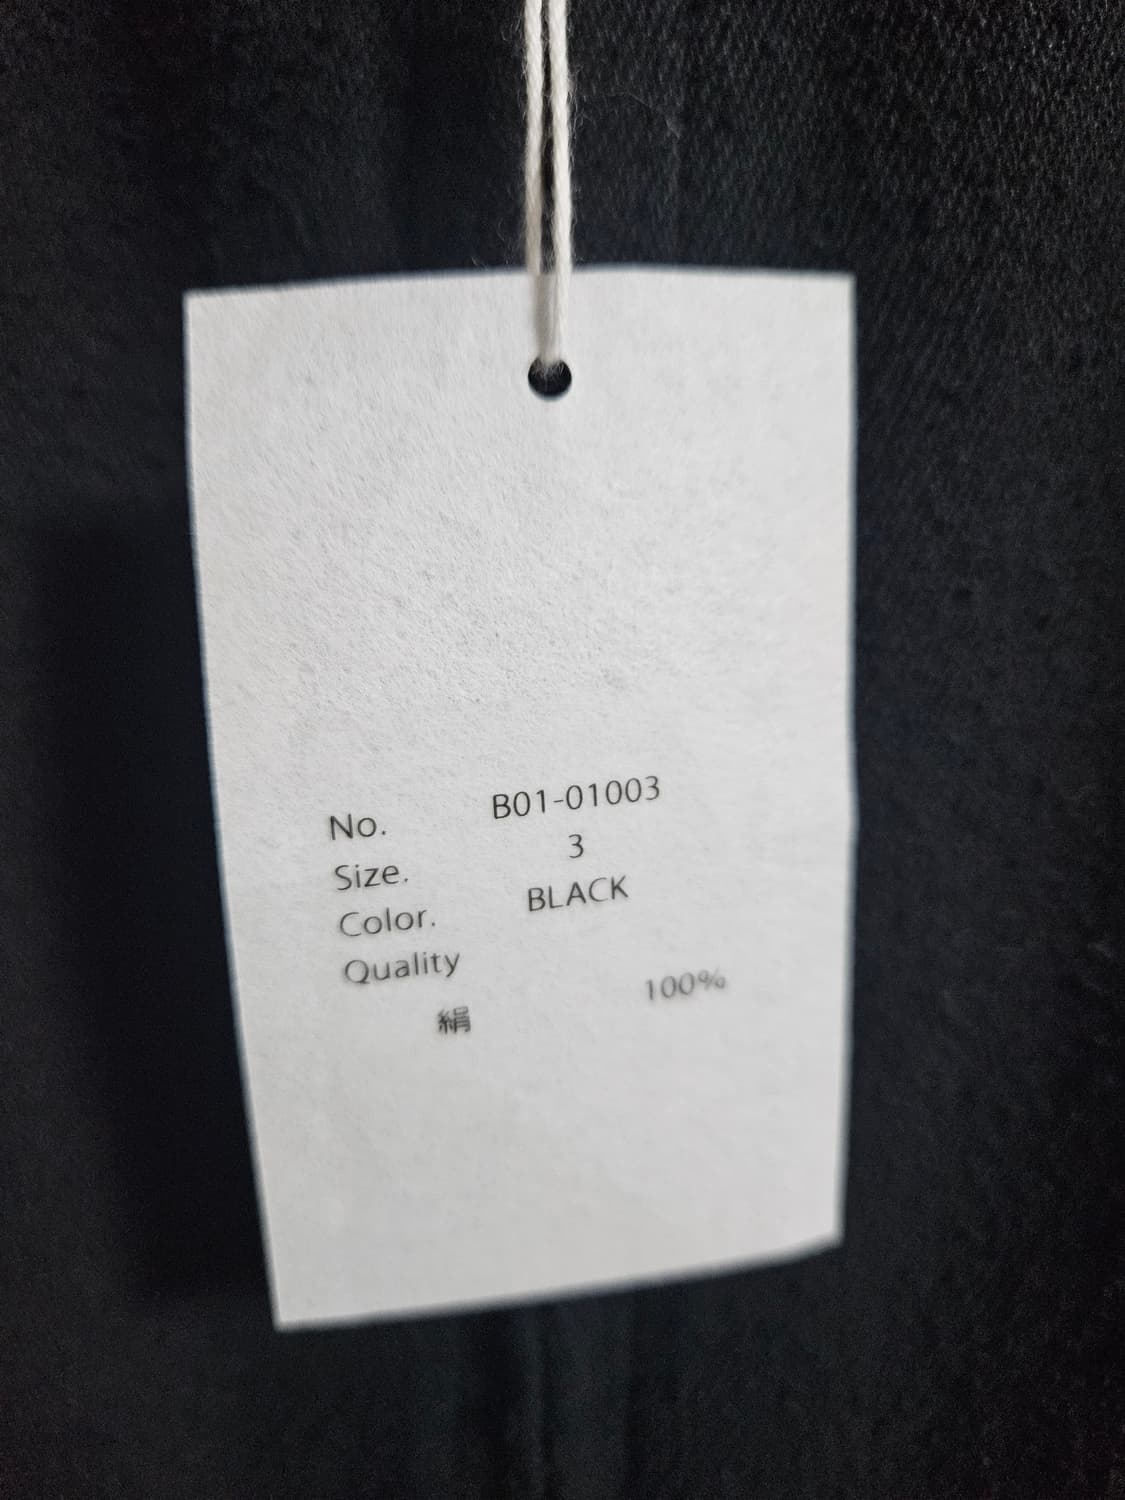 No. B01-01003
Size. 3
Color. BLACK
Quality
絹 100%